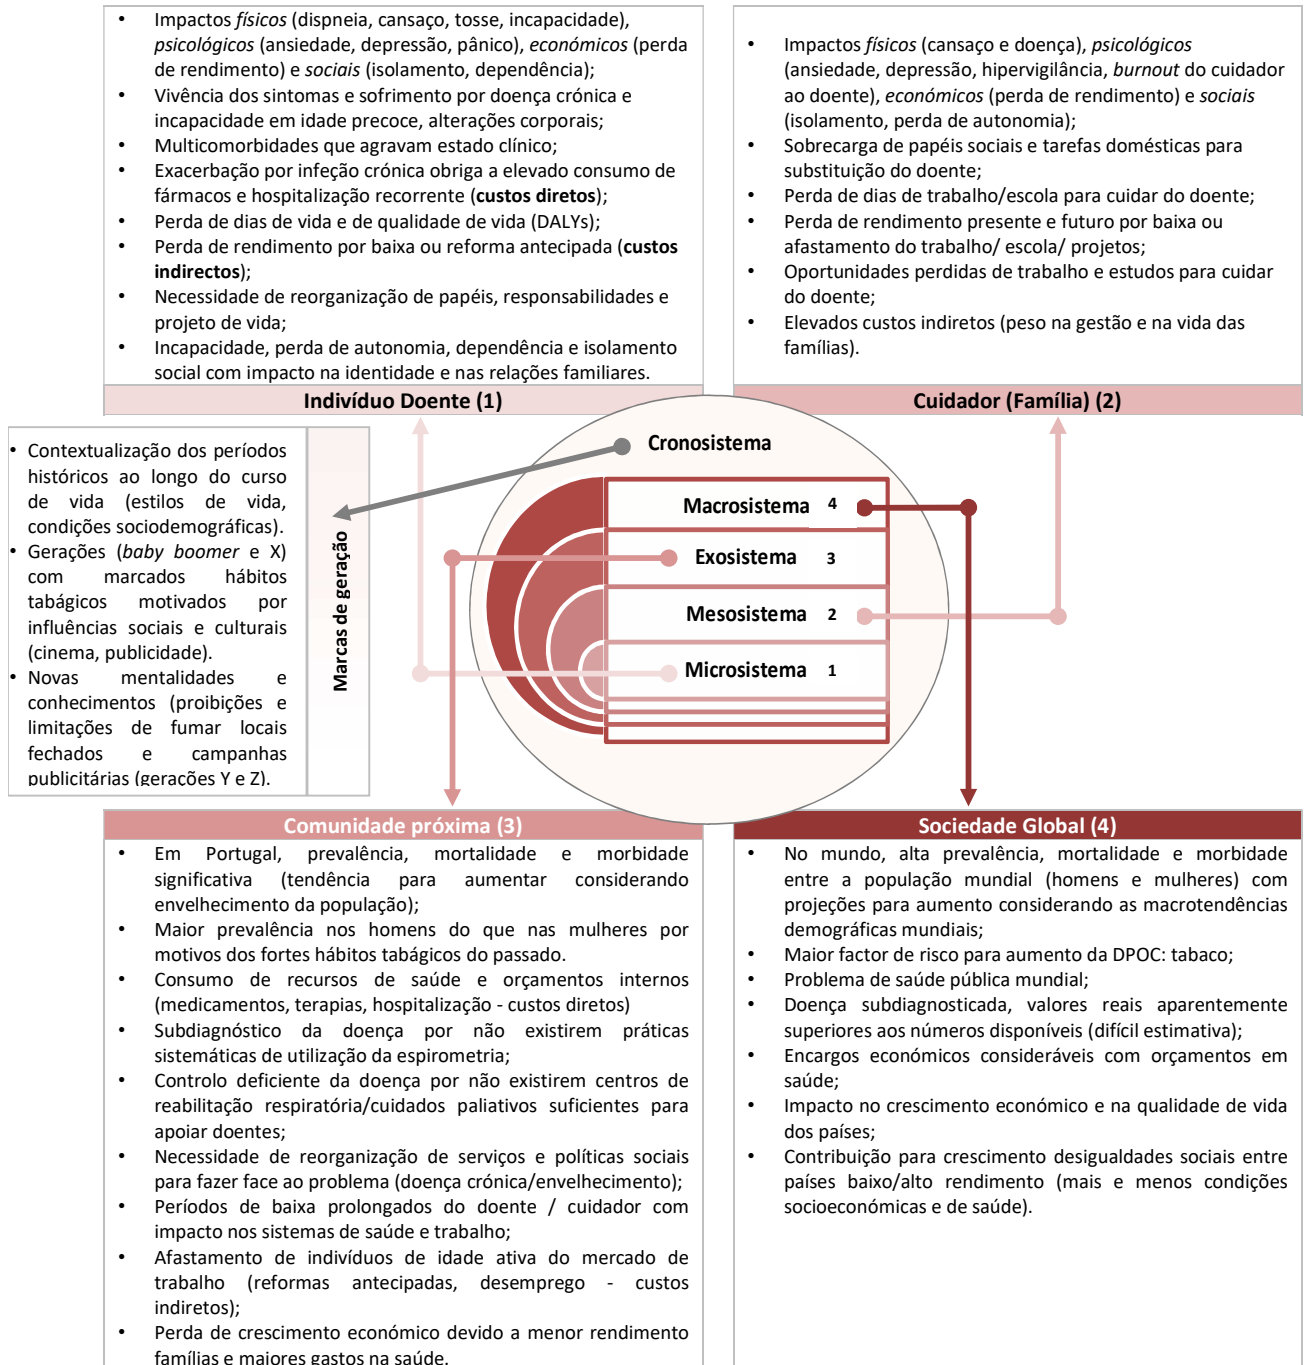 • Impactos físicos (dispneia, cansaço, tosse, incapacidade),
psicológicos (ansiedade, depressão, pânico), económicos (perda
de rendimento) e sociais (isolamento, dependência);
• Vivência dos sintomas e sofrimento por doença crónica e
incapacidade em idade precoce, alterações corporais;
• Multicomorbidades que agravam estado clínico;
• Exacerbação por infeção crónica obriga a elevado consumo de
fármacos e hospitalização recorrente (custos diretos);
• Perda de dias de vida e de qualidade de vida (DALYs);
• Perda de rendimento por baixa ou reforma antecipada (custos
indirectos);
• Necessidade de reorganização de papéis, responsabilidades e
projeto de vida;
• Incapacidade, perda de autonomia, dependência e isolamento
social com impacto na identidade e nas relações familiares.
Indivíduo Doente (1)
• Impactos físicos (cansaço e doença), psicológicos
(ansiedade, depressão, hipervigilância, burnout do cuidador
ao doente), económicos (perda de rendimento) e sociais
(isolamento, perda de autonomia);
• Sobrecarga de papéis sociais e tarefas domésticas para
substituição do doente;
• Perda de dias de trabalho/escola para cuidar do doente;
• Perda de rendimento presente e futuro por baixa ou
afastamento do trabalho/ escola/ projetos;
• Oportunidades perdidas de trabalho e estudos para cuidar
do doente;
• Elevados custos indiretos (peso na gestão e na vida das
famílias).
Cuidador (Família) (2)
• Contextualização dos períodos
históricos ao longo do curso
de vida (estilos de vida,
condições sociodemográficas).
• Gerações (baby boomer e X)
com marcados hábitos
tabágicos motivados por
influências sociais e culturais
(cinema, publicidade).
• Novas mentalidades e
conhecimentos (proibições e
limitações de fumar locais
fechados e campanhas
publicitárias (gerações Y e Z).
Marcas de geração
Cronosistema
Macrosistema 4
Exosistema 3
Mesosistema 2
Microsistema 1
Comunidade próxima (3)
• Em Portugal, prevalência, mortalidade e morbidade
significativa (tendência para aumentar considerando
envelhecimento da população);
• Maior prevalência nos homens do que nas mulheres por
motivos dos fortes hábitos tabágicos do passado.
• Consumo de recursos de saúde e orçamentos internos
(medicamentos, terapias, hospitalização - custos diretos)
• Subdiagnóstico da doença por não existirem práticas
sistemáticas de utilização da espirometria;
• Controlo deficiente da doença por não existirem centros de
reabilitação respiratória/cuidados paliativos suficientes para
apoiar doentes;
• Necessidade de reorganização de serviços e políticas sociais
para fazer face ao problema (doença crónica/envelhecimento);
• Períodos de baixa prolongados do doente / cuidador com
impacto nos sistemas de saúde e trabalho;
• Afastamento de indivíduos de idade ativa do mercado de
trabalho (reformas antecipadas, desemprego - custos
indiretos);
• Perda de crescimento económico devido a menor rendimento
famílias e maiores gastos na saúde.
Sociedade Global (4)
• No mundo, alta prevalência, mortalidade e morbidade
entre a população mundial (homens e mulheres) com
projeções para aumento considerando as macrotendências
demográficas mundiais;
• Maior factor de risco para aumento da DPOC: tabaco;
• Problema de saúde pública mundial;
• Doença subdiagnosticada, valores reais aparentemente
superiores aos números disponíveis (difícil estimativa);
• Encargos económicos consideráveis com orçamentos em
saúde;
• Impacto no crescimento económico e na qualidade de vida
dos países;
• Contribuição para crescimento desigualdades sociais entre
países baixo/alto rendimento (mais e menos condições
socioeconómicas e de saúde).